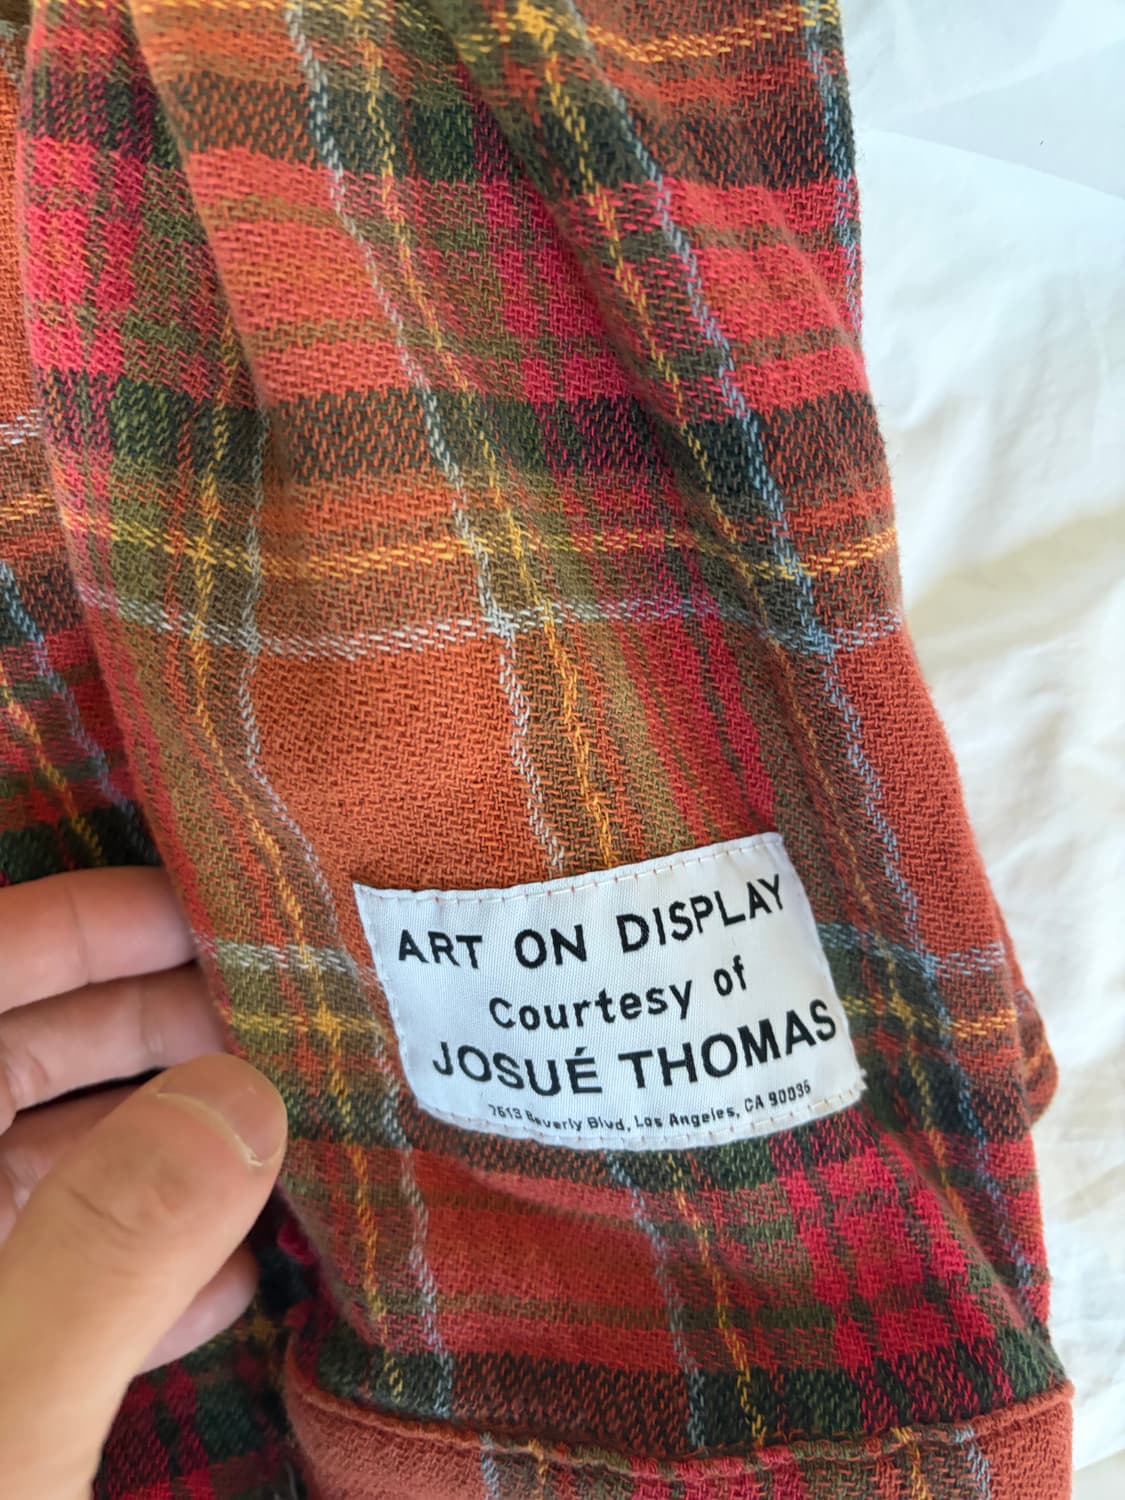 ART ON DISPLAY
Courtesy of
JOSUÉ THOMAS
7613 Beverly Blvd, Los Angeles, CA 90036